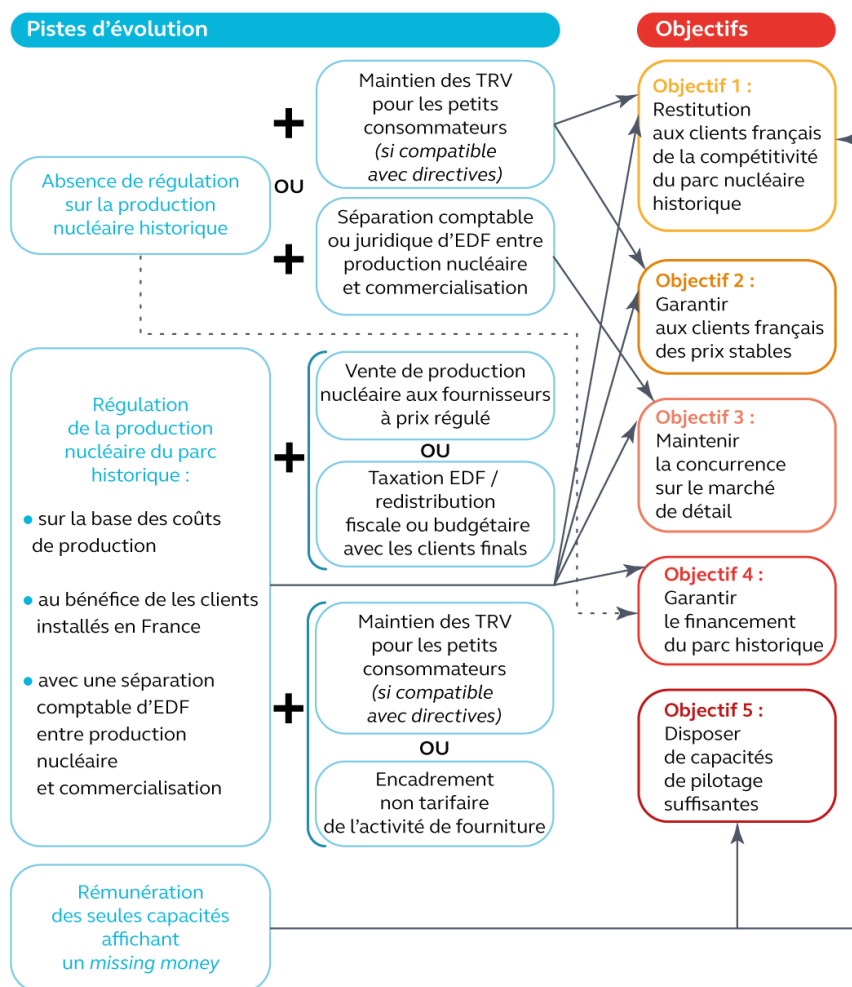 Pistes d’évolution
Objectifs
Absence de régulation
sur la production
nucléaire historique
+
Maintien des TRV
pour les petits
consommateurs
(si compatible
avec directives)
OU
+
Séparation comptable
ou juridique d’EDF entre
production nucléaire
et commercialisation
Régulation
de la production
nucléaire du parc
historique :
• sur la base des coûts
de production
• au bénéfice de les clients
installés en France
• avec une séparation
comptable d’EDF
entre production
nucléaire
et commercialisation
+
Vente de production
nucléaire aux fournisseurs
à prix régulé
OU
Taxation EDF /
redistribution
fiscale ou budgétaire
avec les clients finals
+
Maintien des TRV
pour les petits
consommateurs
(si compatible
avec directives)
OU
Encadrement
non tarifaire
de l’activité de fourniture
Rémunération
des seules capacités
affichant
un missing money
Objectif 1 :
Restitution
aux clients français
de la compétitivité
du parc nucléaire
historique
Objectif 2 :
Garantir
aux clients français
des prix stables
Objectif 3 :
Maintenir
la concurrence
sur le marché
de détail
Objectif 4 :
Garantir
le financement
du parc historique
Objectif 5 :
Disposer
de capacités
de pilotage
suffisantes